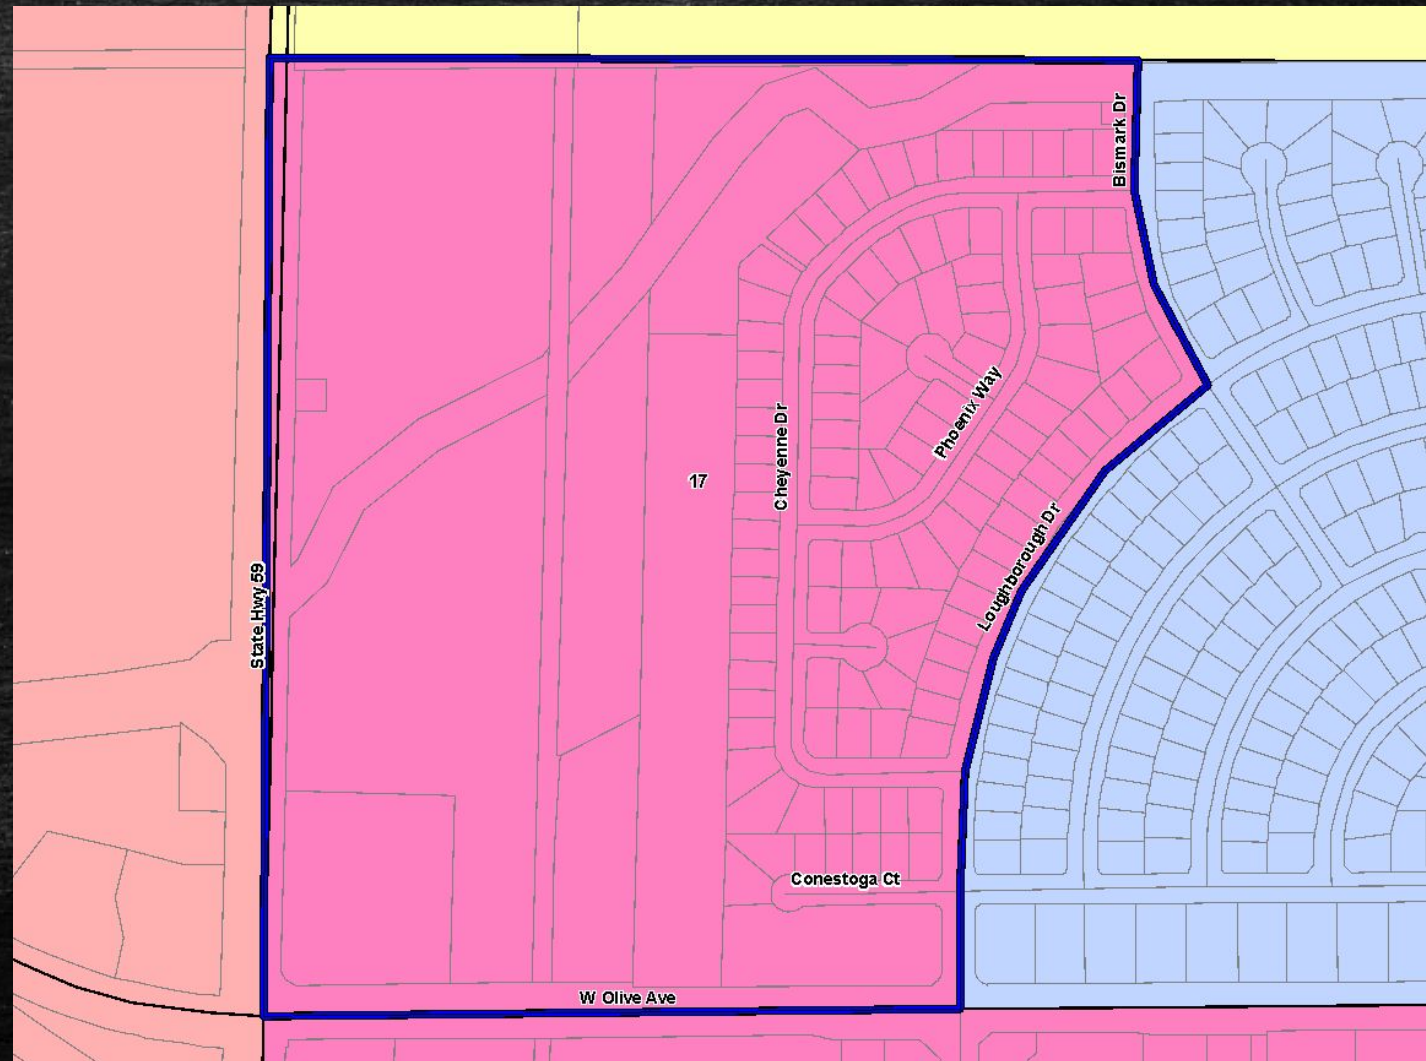 Bismark Dr
Phoenix Way
Cheyenne Dr
17
Loughborough Dr
State Hwy 59
Conestoga Ct
W Olive Ave